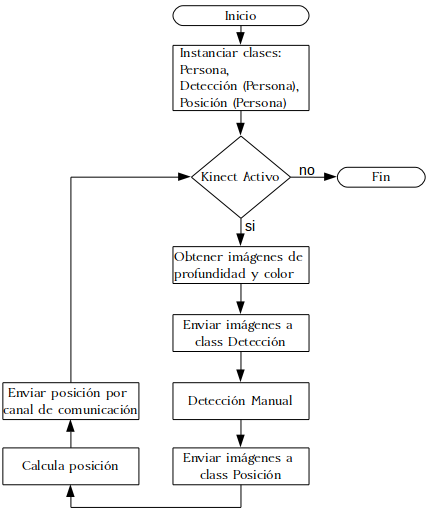 Inicio
Instanciar clases:
Persona,
Detección (Persona),
Posición (Persona)
Kinect Activo
no
Fin
si
Obtener imágenes de
profundidad y color
Enviar imágenes a
class Detección
Detección Manual
Enviar imágenes a
class Posición
Calcula posición
Enviar posición por
canal de comunicación